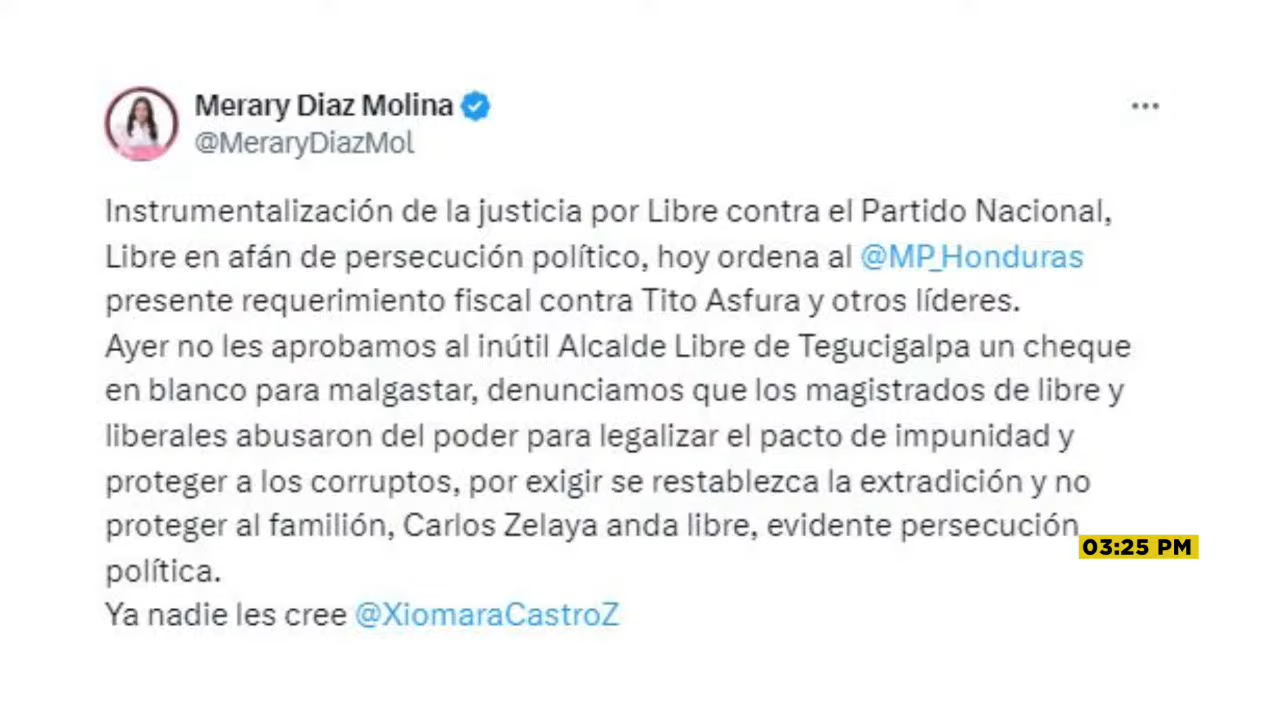 Merary Diaz Molina
@MeraryDiazMol
Instrumentalización de la justicia por Libre contra el Partido Nacional,
Libre en afán de persecución político, hoy ordena al @MP_Honduras
presente requerimiento fiscal contra Tito Asfura y otros líderes.
Ayer no les aprobamos al inútil Alcalde Libre de Tegucigalpa un cheque
en blanco para malgastar, denunciamos que los magistrados de libre y
liberales abusaron del poder para legalizar el pacto de impunidad y
proteger a los corruptos, por exigir se restablezca la extradición y no
proteger al familión, Carlos Zelaya anda libre, evidente persecución
política.
Ya nadie les cree @XiomaraCastroZ
03:25 PM